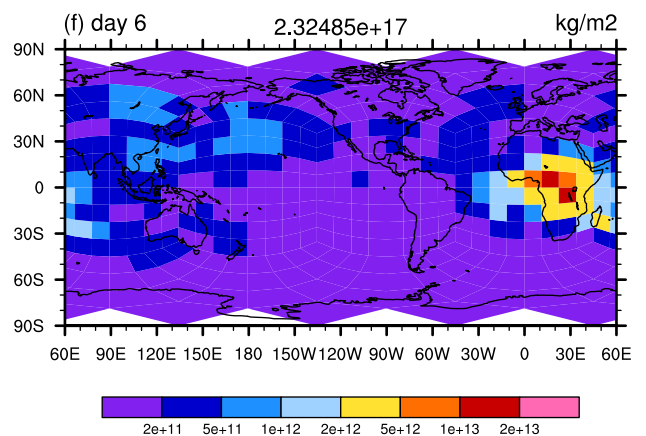 (f) day 6 2.32485e+17 kg/m2
90N
60N
30N
0
30S
60S
90S
60E 90E 120E 150E 180 150W 120W 90W 60W 30W 0 30E 60E
2e+11 5e+11 1e+12 2e+12 5e+12 1e+13 2e+13